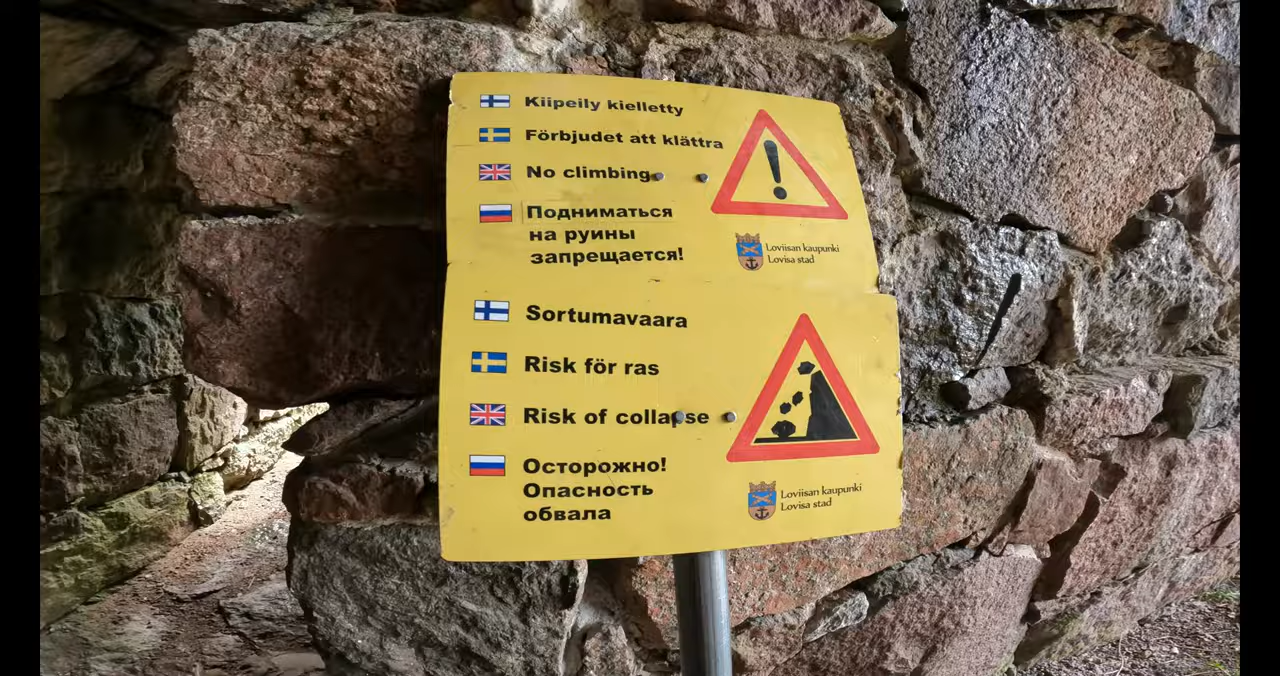 Kiipeily kielletty
Förbjudet att klättra
No climbing
Подниматься
на руины
запрещается!
Loviisan kaupunki
Lovisa stad
Sortumavaara
Risk för ras
Risk of collapse
Осторожно!
Опасность
обвала
Loviisan kaupunki
Lovisa stad